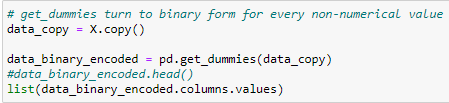 # get_dummies turn to binary form for every non-numerical value
data_copy = X.copy()
data_binary_encoded = pd.get_dummies(data_copy)
#data_binary_encoded.head()
list(data_binary_encoded.columns.values)